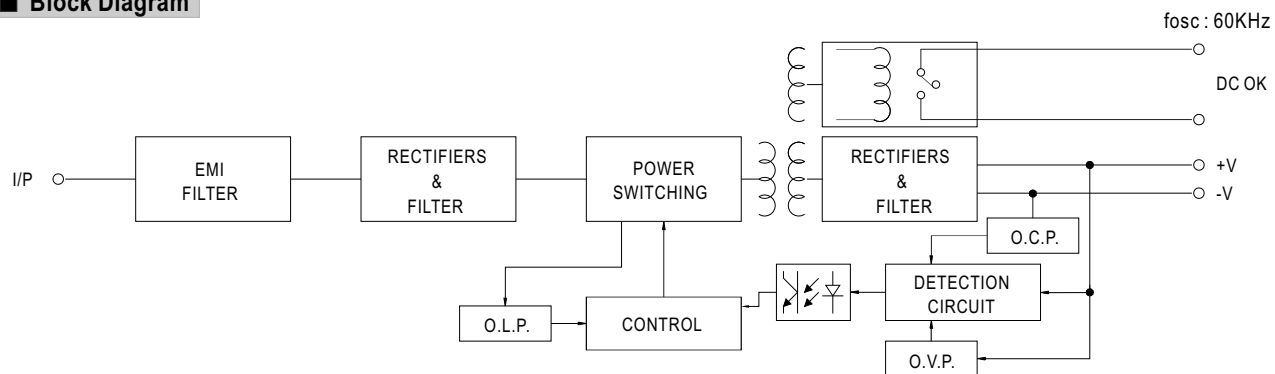 Block Diagram
fosc : 60KHz
DC OK
I/P
EMI
FILTER
RECTIFIERS
&
FILTER
POWER
SWITCHING
RECTIFIERS
&
FILTER
+V
-V
O.C.P.
DETECTION
CIRCUIT
O.L.P.
CONTROL
O.V.P.